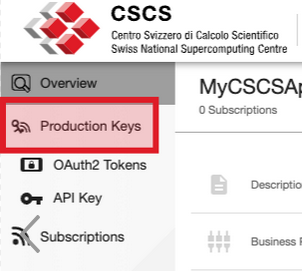 CSCS
Centro Svizzero di Calcolo Scientifico
Swiss National Supercomputing Centre
Overview
MyCSCSAp
0 Subscriptions
Production Keys
OAuth2 Tokens
Descriptio
API Key
Subscriptions
Business